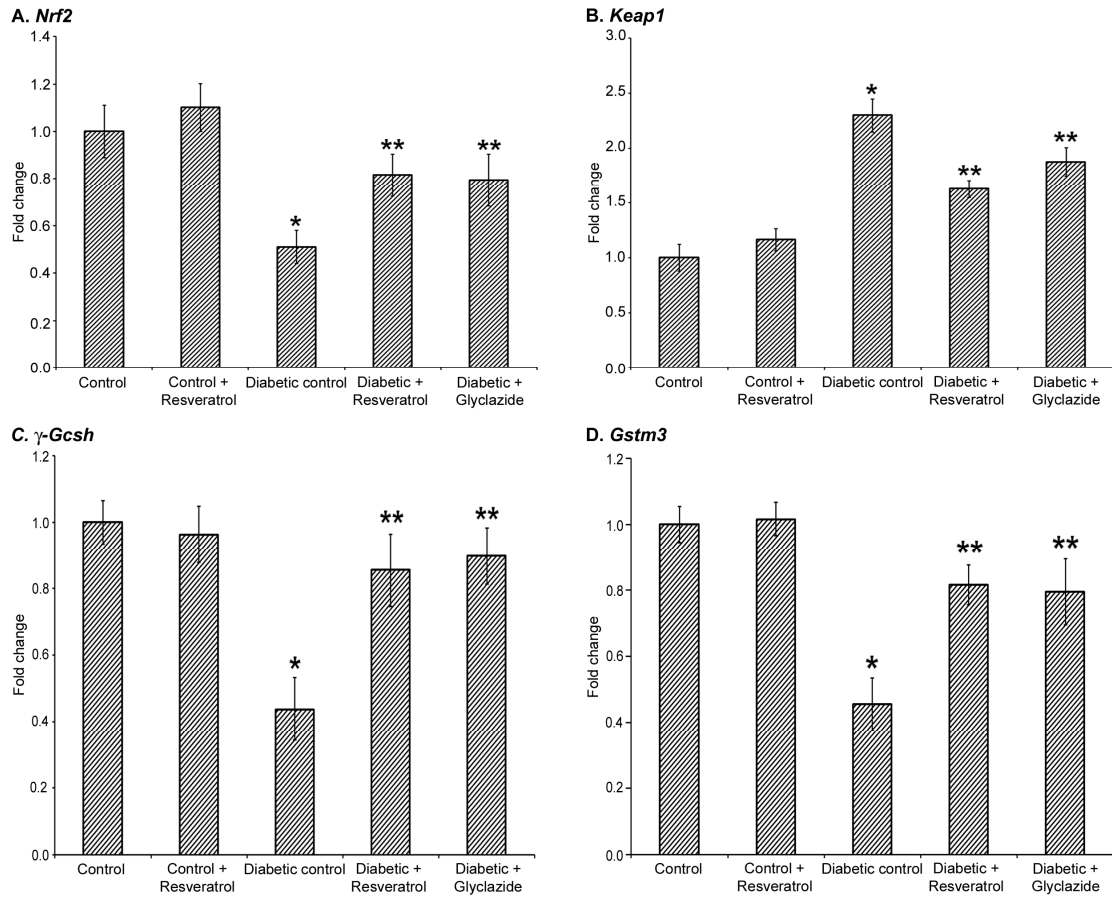 A. Nrf2
1.4
1.2
1.0
0.8
0.6
0.4
0.2
0.0
Fold change
*
**
**
Control
Control +
Resveratrol
Diabetic control
Diabetic +
Resveratrol
Diabetic +
Glyclazide
B. Keap1
3.0
2.5
2.0
1.5
1.0
0.5
0.0
Fold change
*
**
**
Control
Control +
Resveratrol
Diabetic control
Diabetic +
Resveratrol
Diabetic +
Glyclazide
C. γ-Gcsh
1.2
1.0
0.8
0.6
0.4
0.2
0.0
Fold change
*
**
**
Control
Control +
Resveratrol
Diabetic control
Diabetic +
Resveratrol
Diabetic +
Glyclazide
D. Gstm3
1.2
1.0
0.8
0.6
0.4
0.2
0.0
Fold change
*
**
**
Control
Control +
Resveratrol
Diabetic control
Diabetic +
Resveratrol
Diabetic +
Glyclazide